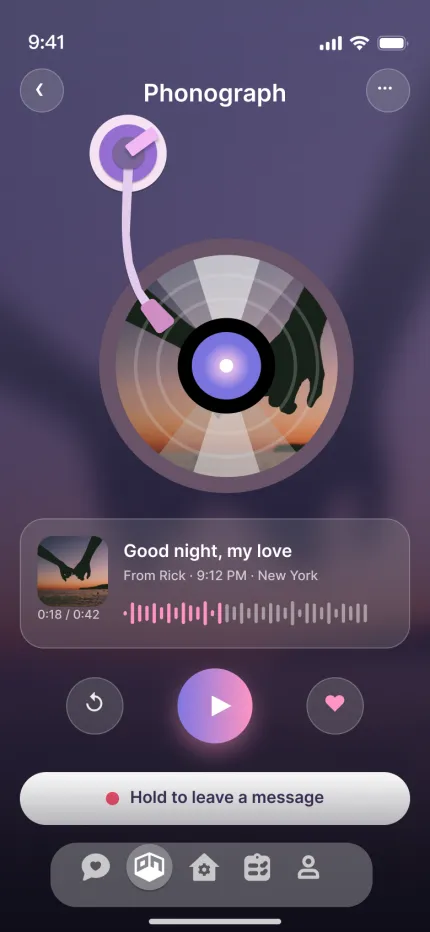 9:41
Phonograph
Good night, my love
From Rick · 9:12 PM · New York
0:18 / 0:42
Hold to leave a message